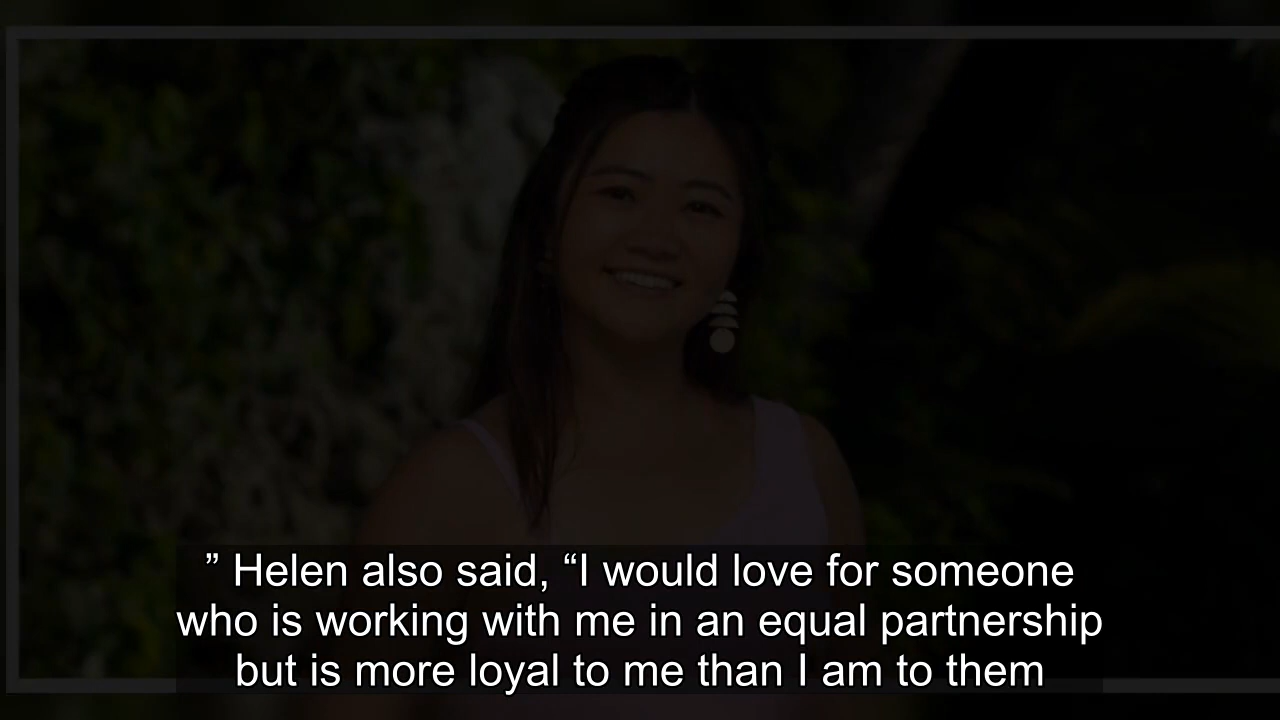 ” Helen also said, “I would love for someone
who is working with me in an equal partnership
but is more loyal to me than I am to them